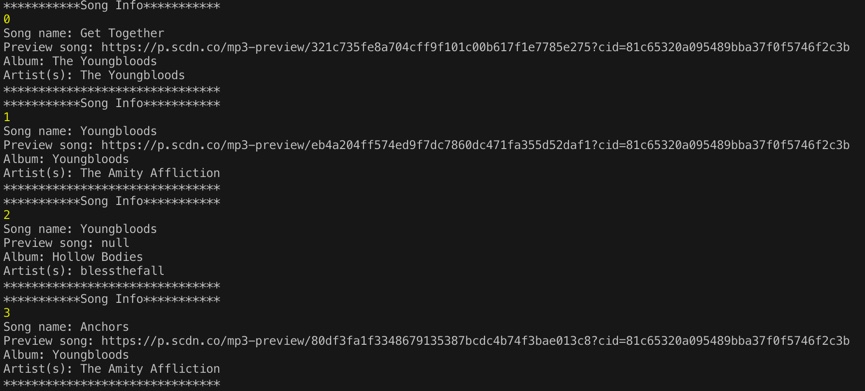 ***********Song Info***********
0
Song name: Get Together
Preview song: https://p.scdn.co/mp3-preview/321c735fe8a704cff9f101c00b617f1e7785e275?cid=81c65320a095489bba37f0f5746f2c3b
Album: The Youngbloods
Artist(s): The Youngbloods
*******************************
***********Song Info***********
1
Song name: Youngbloods
Preview song: https://p.scdn.co/mp3-preview/eb4a204ff574ed9f7dc7860dc471fa355d52daf1?cid=81c65320a095489bba37f0f5746f2c3b
Album: Youngbloods
Artist(s): The Amity Affliction
*******************************
***********Song Info***********
2
Song name: Youngbloods
Preview song: null
Album: Hollow Bodies
Artist(s): blessthefall
*******************************
***********Song Info***********
3
Song name: Anchors
Preview song: https://p.scdn.co/mp3-preview/80df3fa1f3348679135387bcdc4b74f3bae013c8?cid=81c65320a095489bba37f0f5746f2c3b
Album: Youngbloods
Artist(s): The Amity Affliction
*******************************